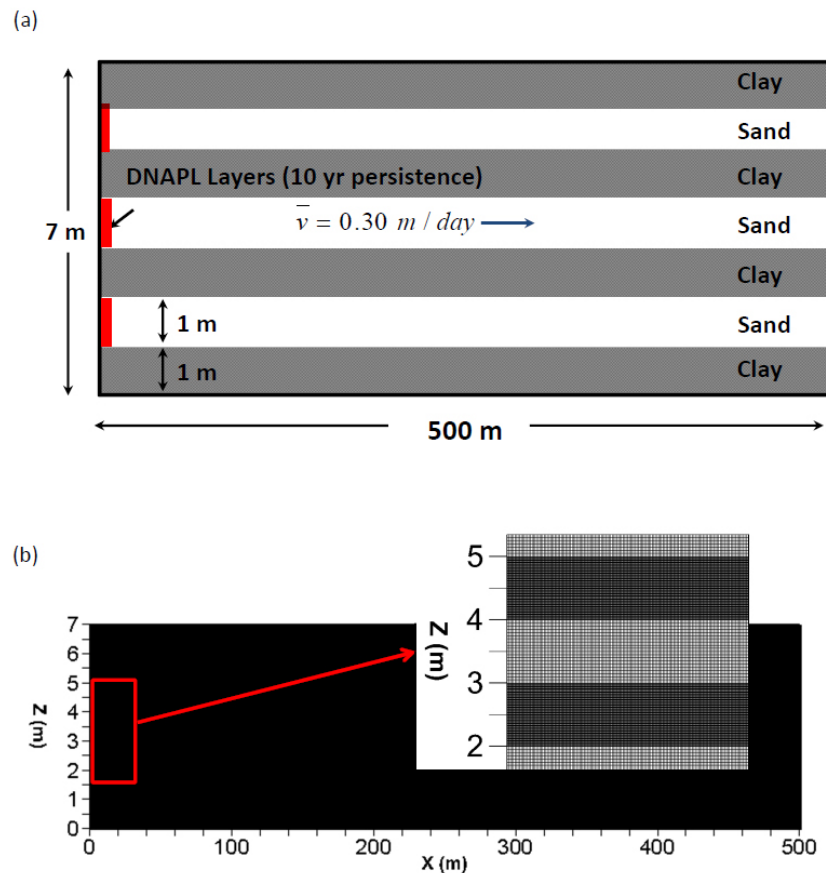 (a)
Clay
Sand
DNAPL Layers (10 yr persistence)
Clay
v̅ = 0.30 m / day
Sand
7 m
Clay
1 m
Sand
1 m
Clay
500 m
(b)
5
4
3
2
Z (m)
7
6
5
4
3
2
1
0
Z (m)
0
100
200
300
400
500
X (m)